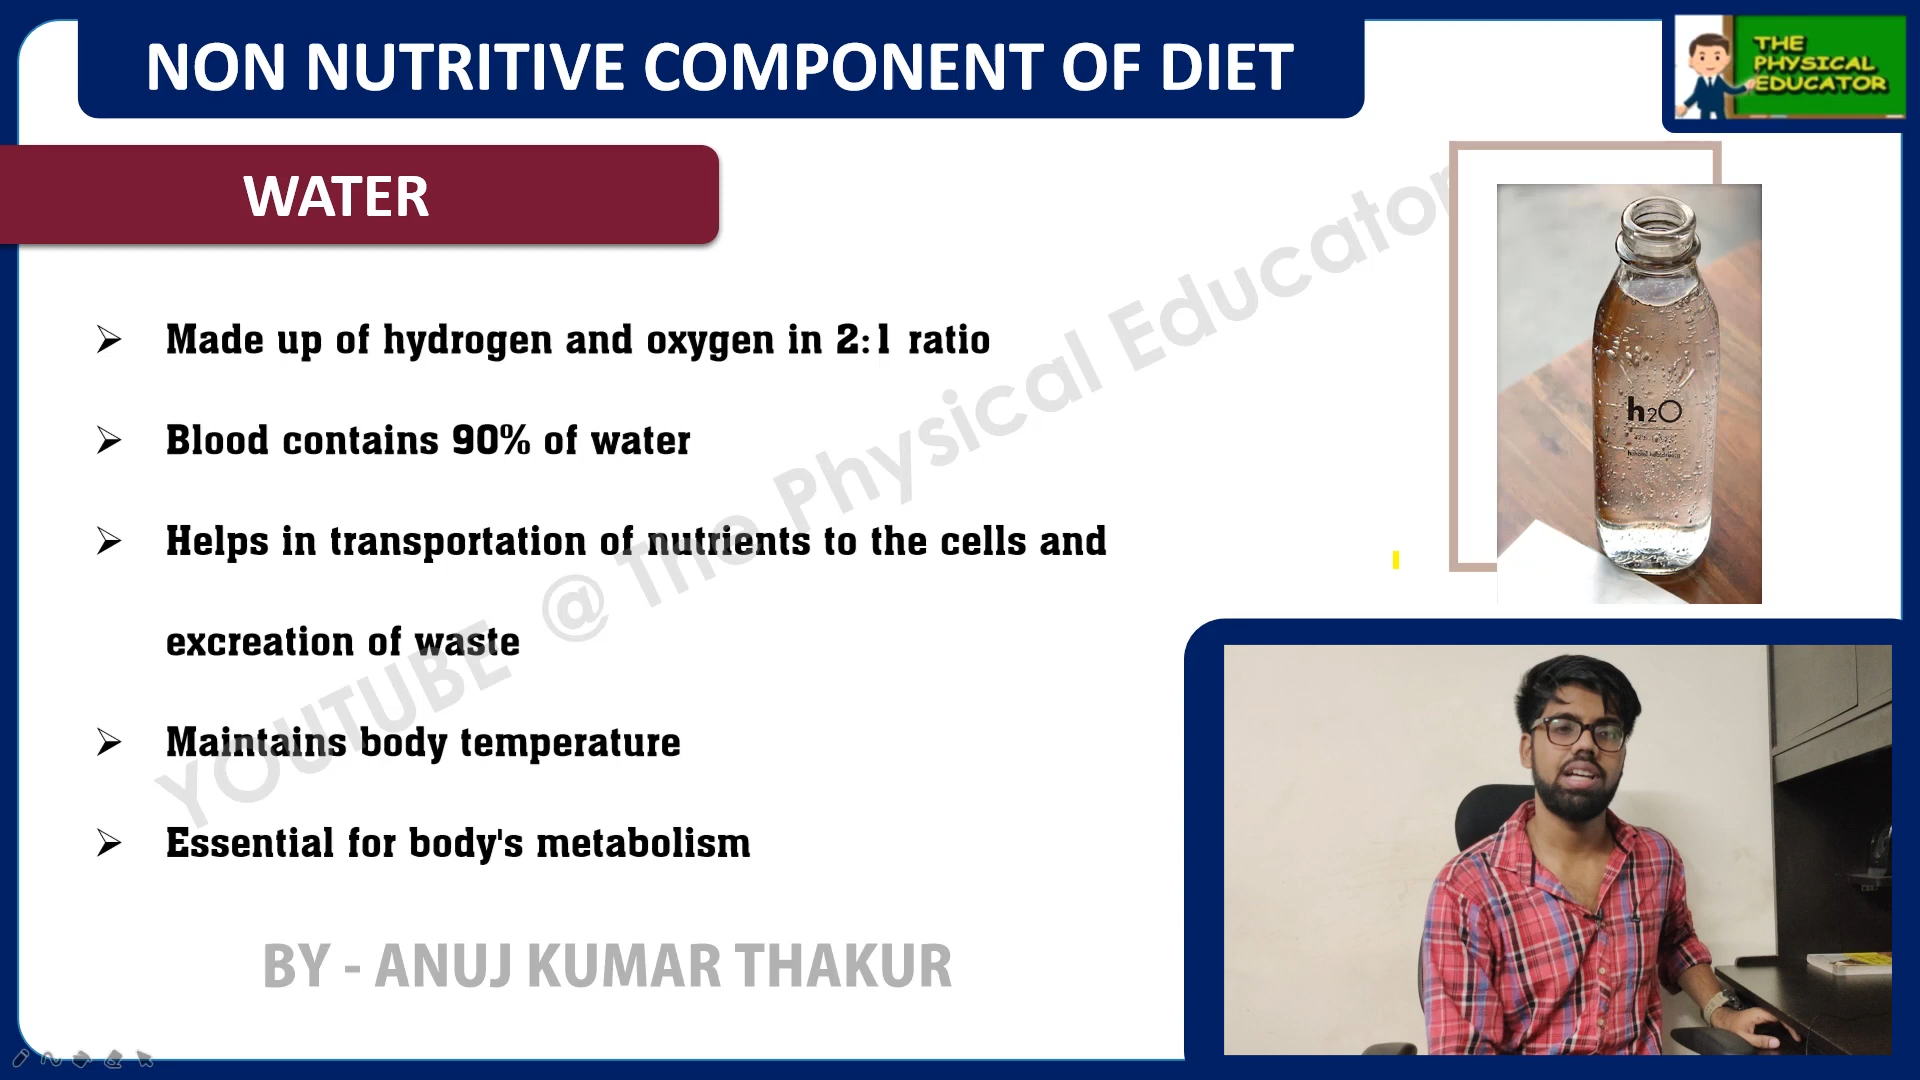 NON NUTRITIVE COMPONENT OF DIET
THE
PHYSICAL
EDUCATOR
WATER
Made up of hydrogen and oxygen in 2:1 ratio
Blood contains 90% of water
Helps in transportation of nutrients to the cells and
excreation of waste
Maintains body temperature
Essential for body's metabolism
h2O
YOUTUBE @ The Physical Educator
BY - ANUJ KUMAR THAKUR